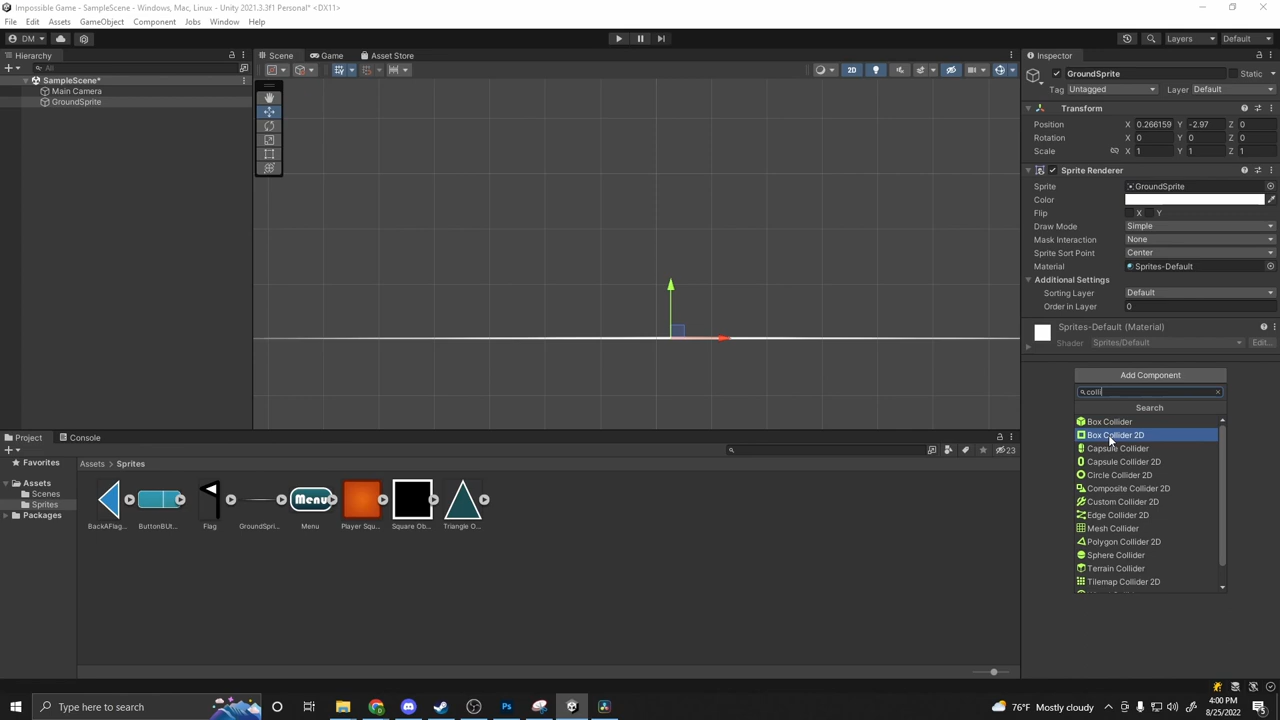 Impossible Game - SampleScene - Windows, Mac, Linux - Unity 2021.3.3f1 Personal* <DX11>
File Edit Assets GameObject Component Jobs Window Help
DM Layers Default
Hierarchy Scene Game Asset Store Inspector
All
2D
SampleScene*
Main Camera
GroundSprite
GroundSprite Static
Tag Untagged Layer Default
Transform
Position X 0.266159 Y -2.97 Z 0
Rotation X 0 Y 0 Z 0
Scale X 1 Y 1 Z 1
Sprite Renderer
Sprite GroundSprite
Color
Flip X Y
Draw Mode Simple
Mask Interaction None
Sprite Sort Point Center
Material Sprites-Default
Additional Settings
Sorting Layer Default
Order in Layer 0
Sprites-Default (Material)
Shader Sprites/Default Edit...
Add Component
colli
Search
Box Collider
Box Collider 2D
Capsule Collider
Capsule Collider 2D
Circle Collider 2D
Composite Collider 2D
Custom Collider 2D
Edge Collider 2D
Mesh Collider
Polygon Collider 2D
Sphere Collider
Terrain Collider
Tilemap Collider 2D
Project Console
23
Favorites
Assets
Scenes
Sprites
Packages
Assets > Sprites
Menu
BackAFlag... ButtonBUt... Flag GroundSpri... Menu Player Squ... Square Ob... Triangle O...
Type here to search
Ps
76°F Mostly cloudy
4:00 PM
8/25/2022